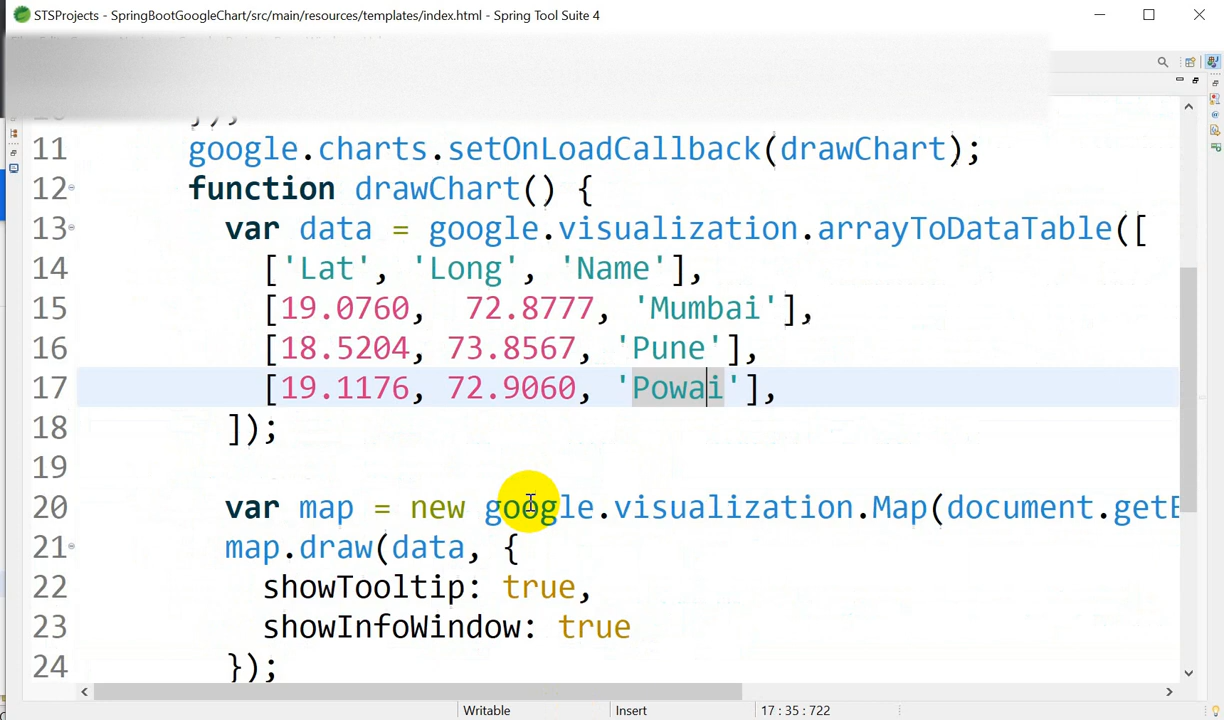 STSProjects - SpringBootGoogleChart/src/main/resources/templates/index.html - Spring Tool Suite 4
11 google.charts.setOnLoadCallback(drawChart);
12 function drawChart() {
13 var data = google.visualization.arrayToDataTable([
14 ['Lat', 'Long', 'Name'],
15 [19.0760, 72.8777, 'Mumbai'],
16 [18.5204, 73.8567, 'Pune'],
17 [19.1176, 72.9060, 'Powai'],
18 ]);
19
20 var map = new google.visualization.Map(document.getE
21 map.draw(data, {
22 showTooltip: true,
23 showInfoWindow: true
24 });
Writable Insert 17 : 35 : 722